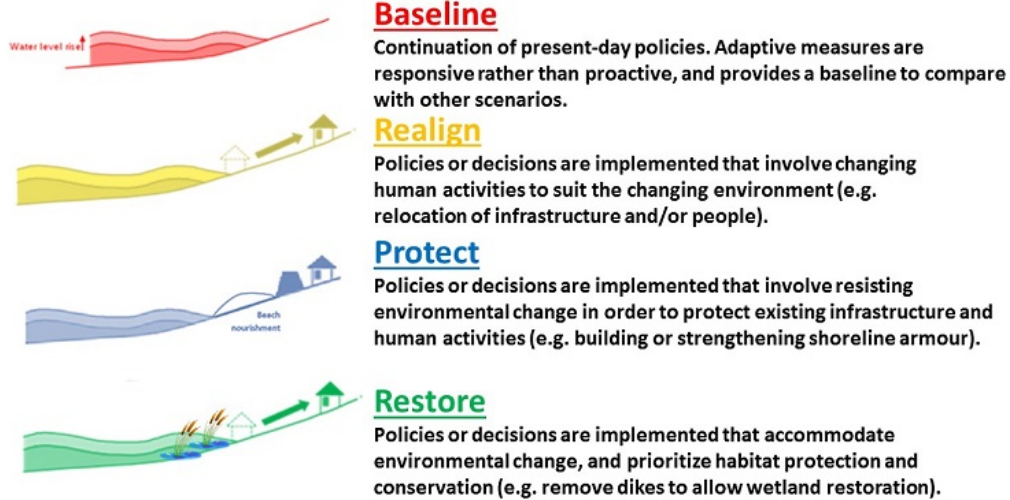 Baseline
Water level rise
Continuation of present-day policies. Adaptive measures are
responsive rather than proactive, and provides a baseline to compare
with other scenarios.
Realign
Policies or decisions are implemented that involve changing
human activities to suit the changing environment (e.g.
relocation of infrastructure and/or people).
Protect
Policies or decisions are implemented that involve resisting
environmental change in order to protect existing infrastructure and
human activities (e.g. building or strengthening shoreline armour).
Beach
nourishment
Restore
Policies or decisions are implemented that accommodate
environmental change, and prioritize habitat protection and
conservation (e.g. remove dikes to allow wetland restoration).